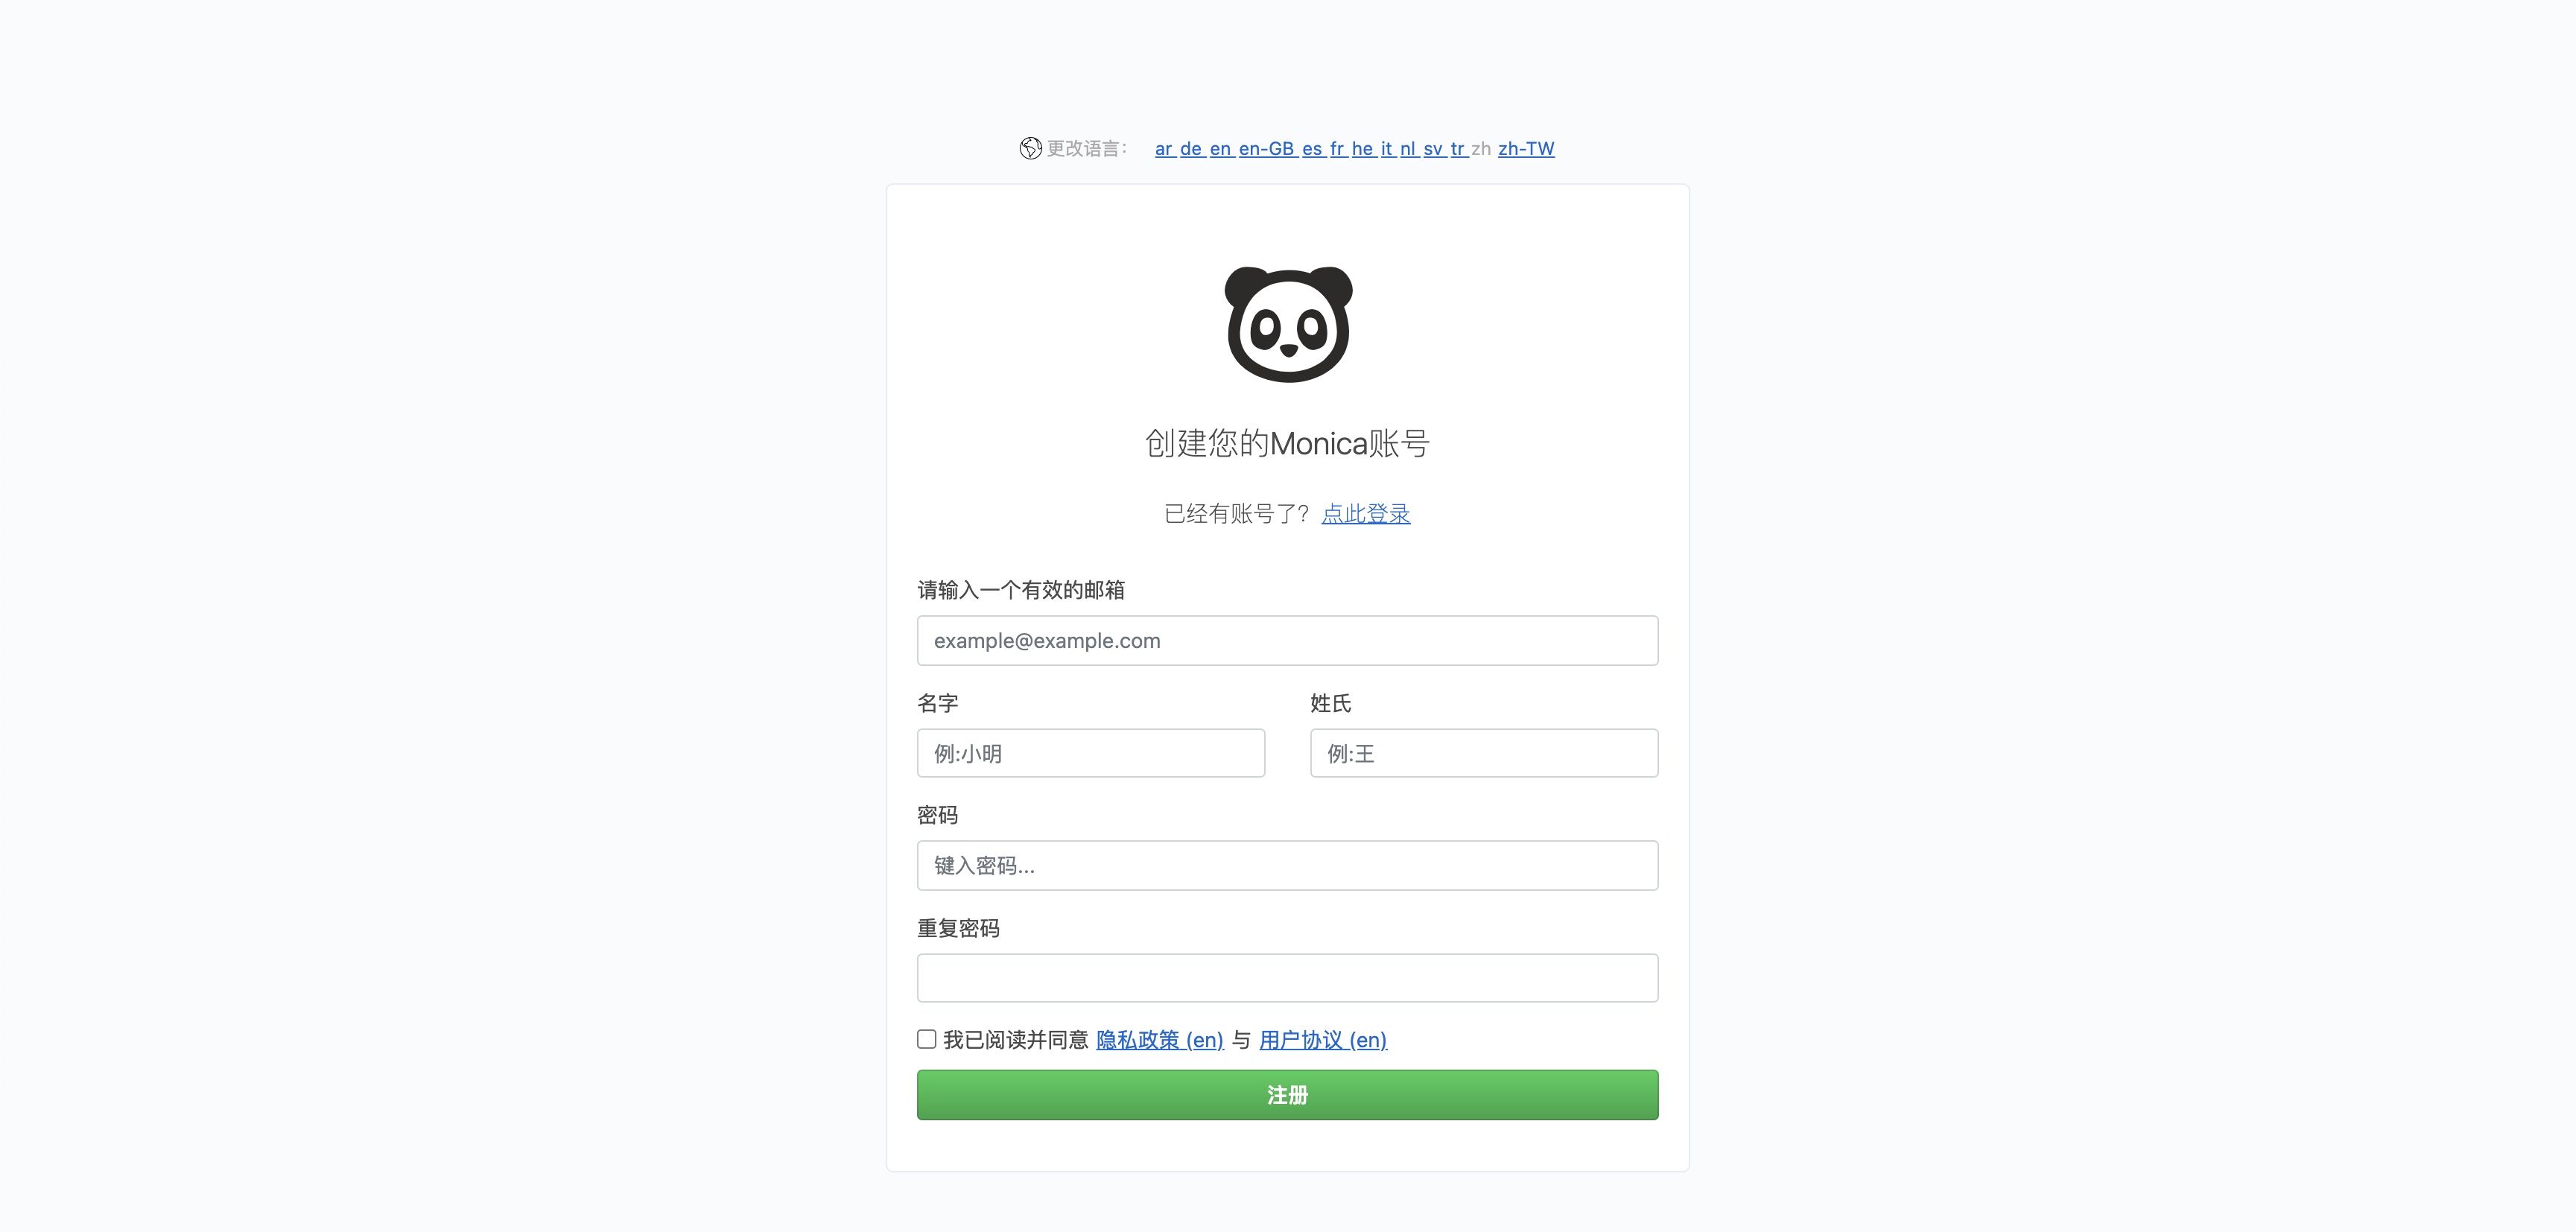 更改语言： ar de en en-GB es fr he it nl sv tr zh zh-TW
创建您的Monica账号
已经有账号了？ 点此登录
请输入一个有效的邮箱
example@example.com
名字 姓氏
例:小明 例:王
密码
键入密码...
重复密码
我已阅读并同意 隐私政策 (en) 与 用户协议 (en)
注册